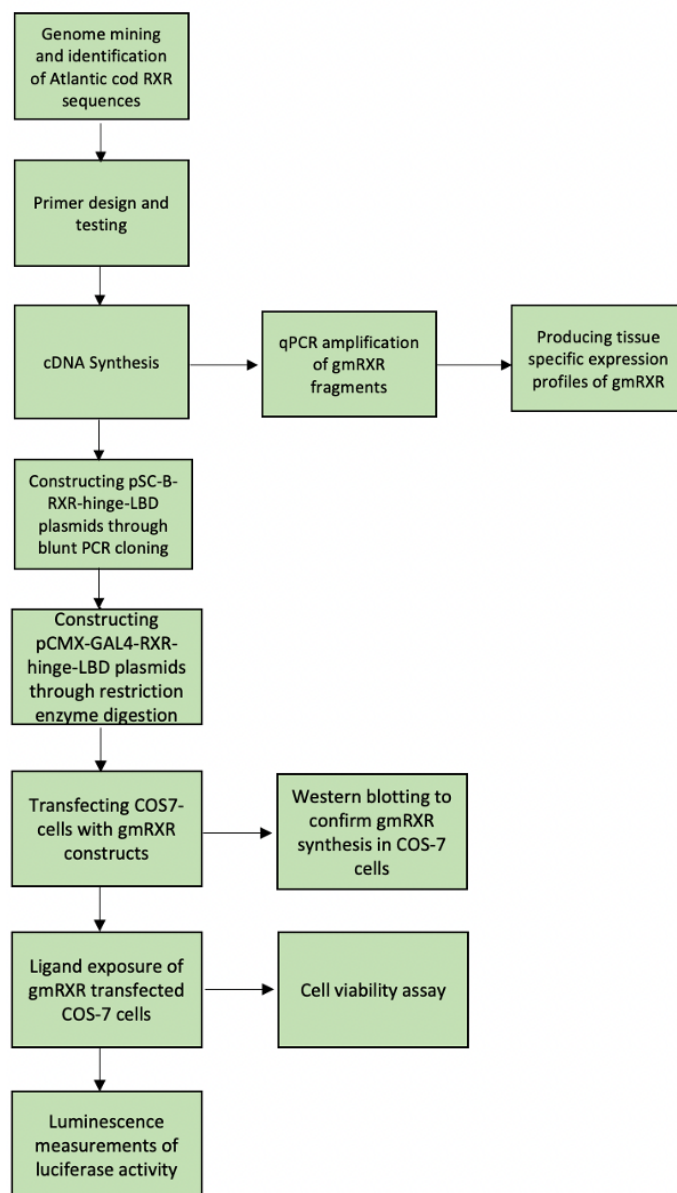 Genome mining
and identification
of Atlantic cod RXR
sequences
Primer design and
testing
cDNA Synthesis
qPCR amplification
of gmRXR
fragments
Producing tissue
specific expression
profiles of gmRXR
Constructing pSC-B-
RXR-hinge-LBD
plasmids through
blunt PCR cloning
Constructing
pCMX-GAL4-RXR-
hinge-LBD plasmids
through restriction
enzyme digestion
Transfecting COS7-
cells with gmRXR
constructs
Western blotting to
confirm gmRXR
synthesis in COS-7
cells
Ligand exposure of
gmRXR transfected
COS-7 cells
Cell viability assay
Luminescence
measurements of
luciferase activity